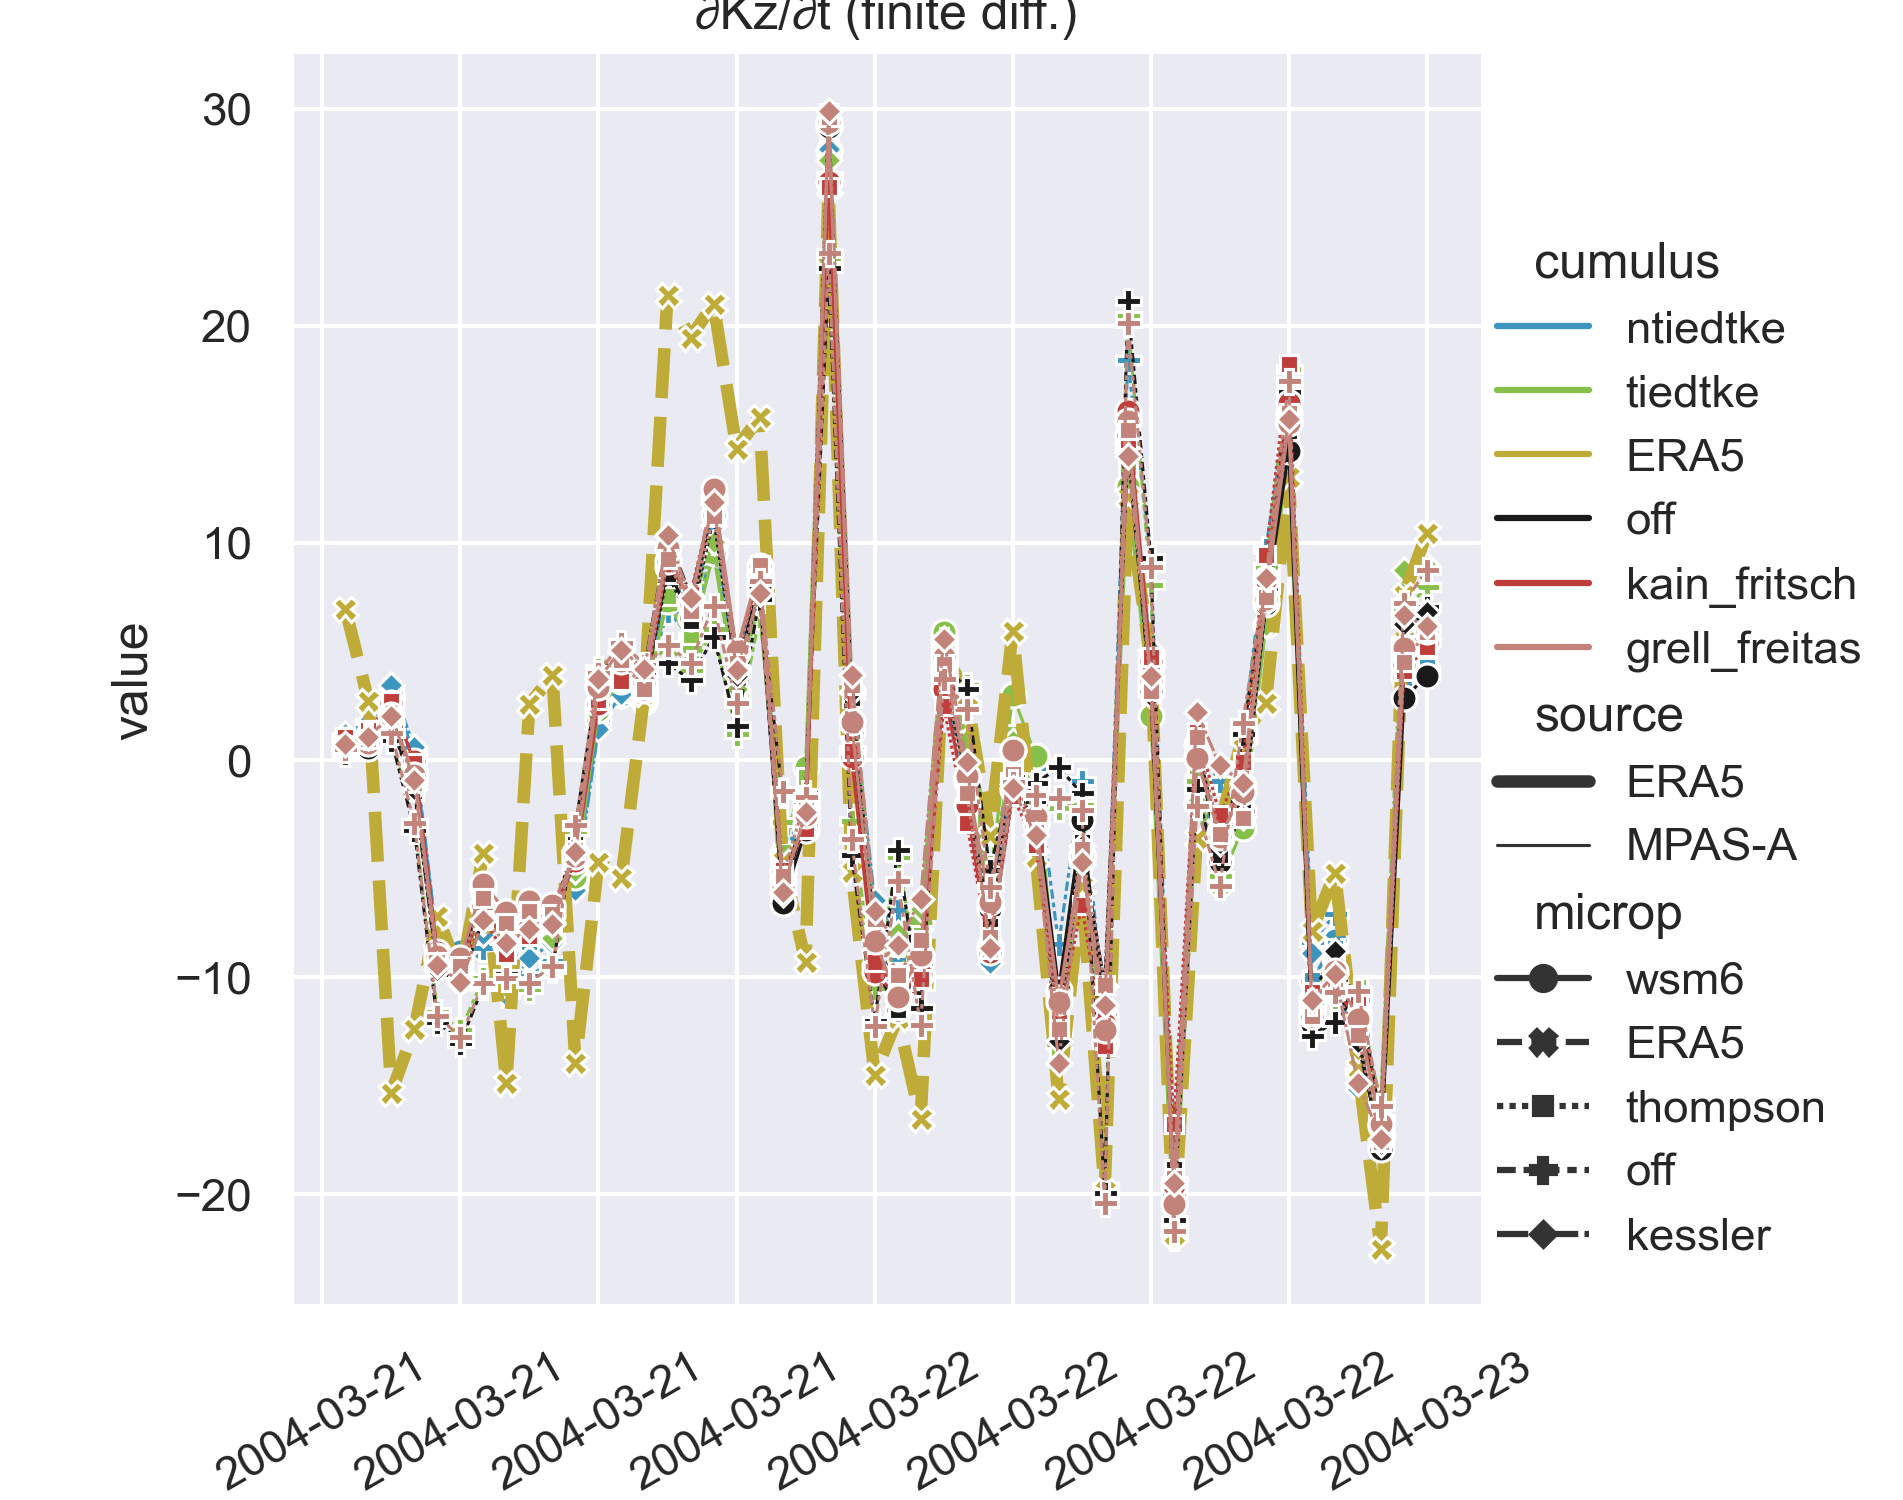 ∂Kz/∂t (finite diff.)
30
20
10
0
−10
−20
value
2004-03-21
2004-03-21
2004-03-21
2004-03-21
2004-03-22
2004-03-22
2004-03-22
2004-03-22
2004-03-23
cumulus
ntiedtke
tiedtke
ERA5
off
kain_fritsch
grell_freitas
source
ERA5
MPAS-A
microp
wsm6
ERA5
thompson
off
kessler